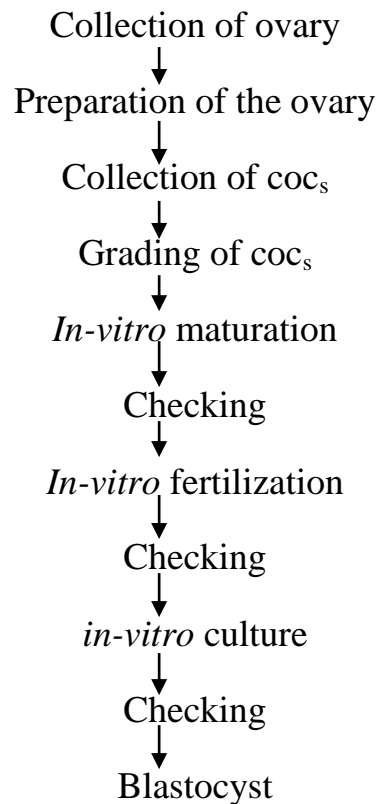 Collection of ovary
Preparation of the ovary
Collection of cocs
Grading of cocs
In-vitro maturation
Checking
In-vitro fertilization
Checking
in-vitro culture
Checking
Blastocyst